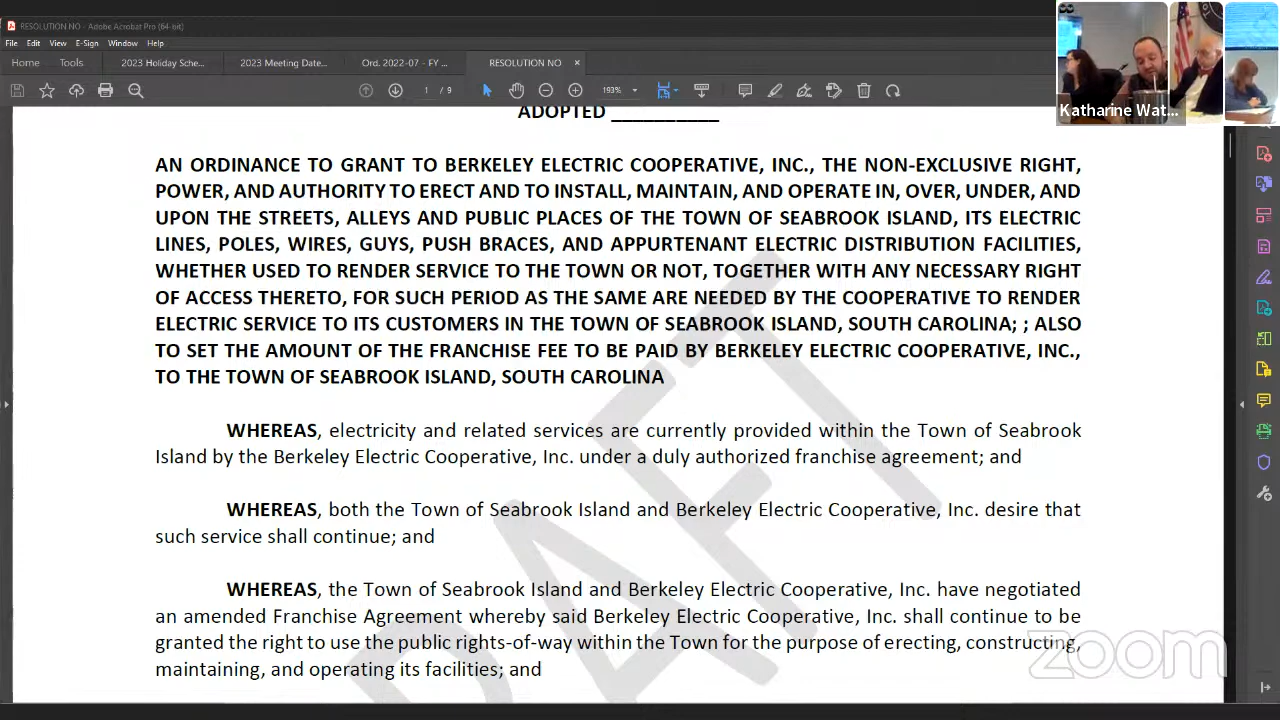 RESOLUTION NO - Adobe Acrobat Pro (64-bit)
File Edit View E-Sign Window Help
Home Tools 2023 Holiday Sche... 2023 Meeting Date... Ord. 2022-07 - FY ... RESOLUTION NO ×
1 / 9 193%
Katharine Wat...
ADOPTED __________
AN ORDINANCE TO GRANT TO BERKELEY ELECTRIC COOPERATIVE, INC., THE NON-EXCLUSIVE RIGHT,
POWER, AND AUTHORITY TO ERECT AND TO INSTALL, MAINTAIN, AND OPERATE IN, OVER, UNDER, AND
UPON THE STREETS, ALLEYS AND PUBLIC PLACES OF THE TOWN OF SEABROOK ISLAND, ITS ELECTRIC
LINES, POLES, WIRES, GUYS, PUSH BRACES, AND APPURTENANT ELECTRIC DISTRIBUTION FACILITIES,
WHETHER USED TO RENDER SERVICE TO THE TOWN OR NOT, TOGETHER WITH ANY NECESSARY RIGHT
OF ACCESS THERETO, FOR SUCH PERIOD AS THE SAME ARE NEEDED BY THE COOPERATIVE TO RENDER
ELECTRIC SERVICE TO ITS CUSTOMERS IN THE TOWN OF SEABROOK ISLAND, SOUTH CAROLINA; ; ALSO
TO SET THE AMOUNT OF THE FRANCHISE FEE TO BE PAID BY BERKELEY ELECTRIC COOPERATIVE, INC.,
TO THE TOWN OF SEABROOK ISLAND, SOUTH CAROLINA
WHEREAS, electricity and related services are currently provided within the Town of Seabrook
Island by the Berkeley Electric Cooperative, Inc. under a duly authorized franchise agreement; and
WHEREAS, both the Town of Seabrook Island and Berkeley Electric Cooperative, Inc. desire that
such service shall continue; and
WHEREAS, the Town of Seabrook Island and Berkeley Electric Cooperative, Inc. have negotiated
an amended Franchise Agreement whereby said Berkeley Electric Cooperative, Inc. shall continue to be
granted the right to use the public rights-of-way within the Town for the purpose of erecting, constructing,
maintaining, and operating its facilities; and
DRAFT
zoom